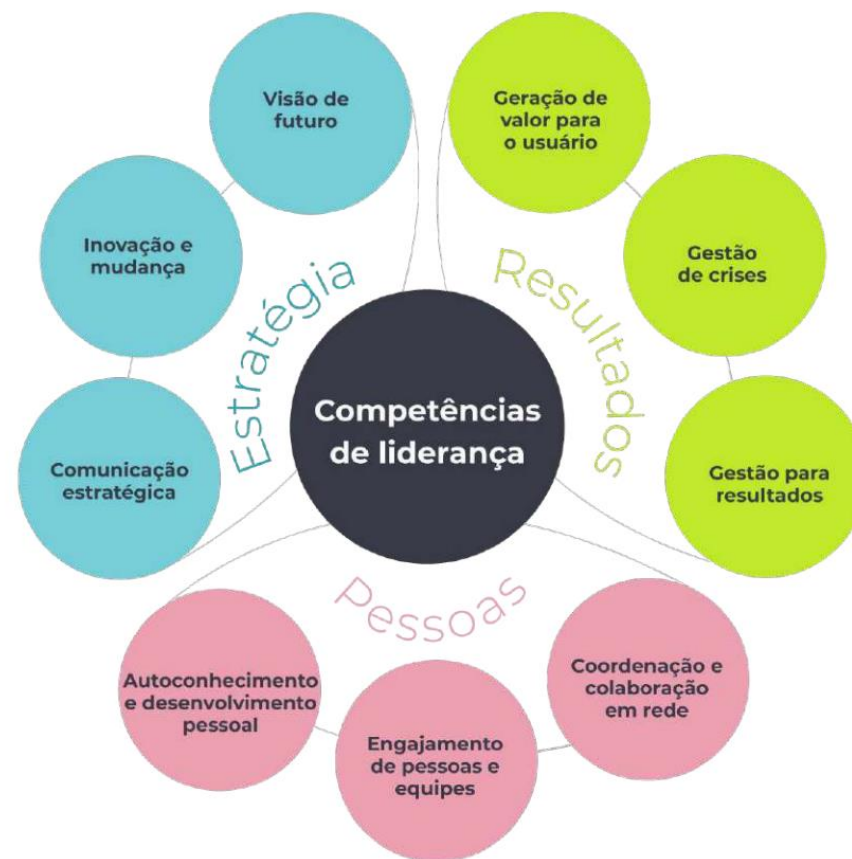 Visão de
futuro
Inovação e
mudança
Comunicação
estratégica
Estratégia
Geração de
valor para
o usuário
Gestão
de crises
Gestão para
resultados
Resultados
Competências
de liderança
Pessoas
Autoconhecimento
e desenvolvimento
pessoal
Engajamento
de pessoas e
equipes
Coordenação e
colaboração
em rede